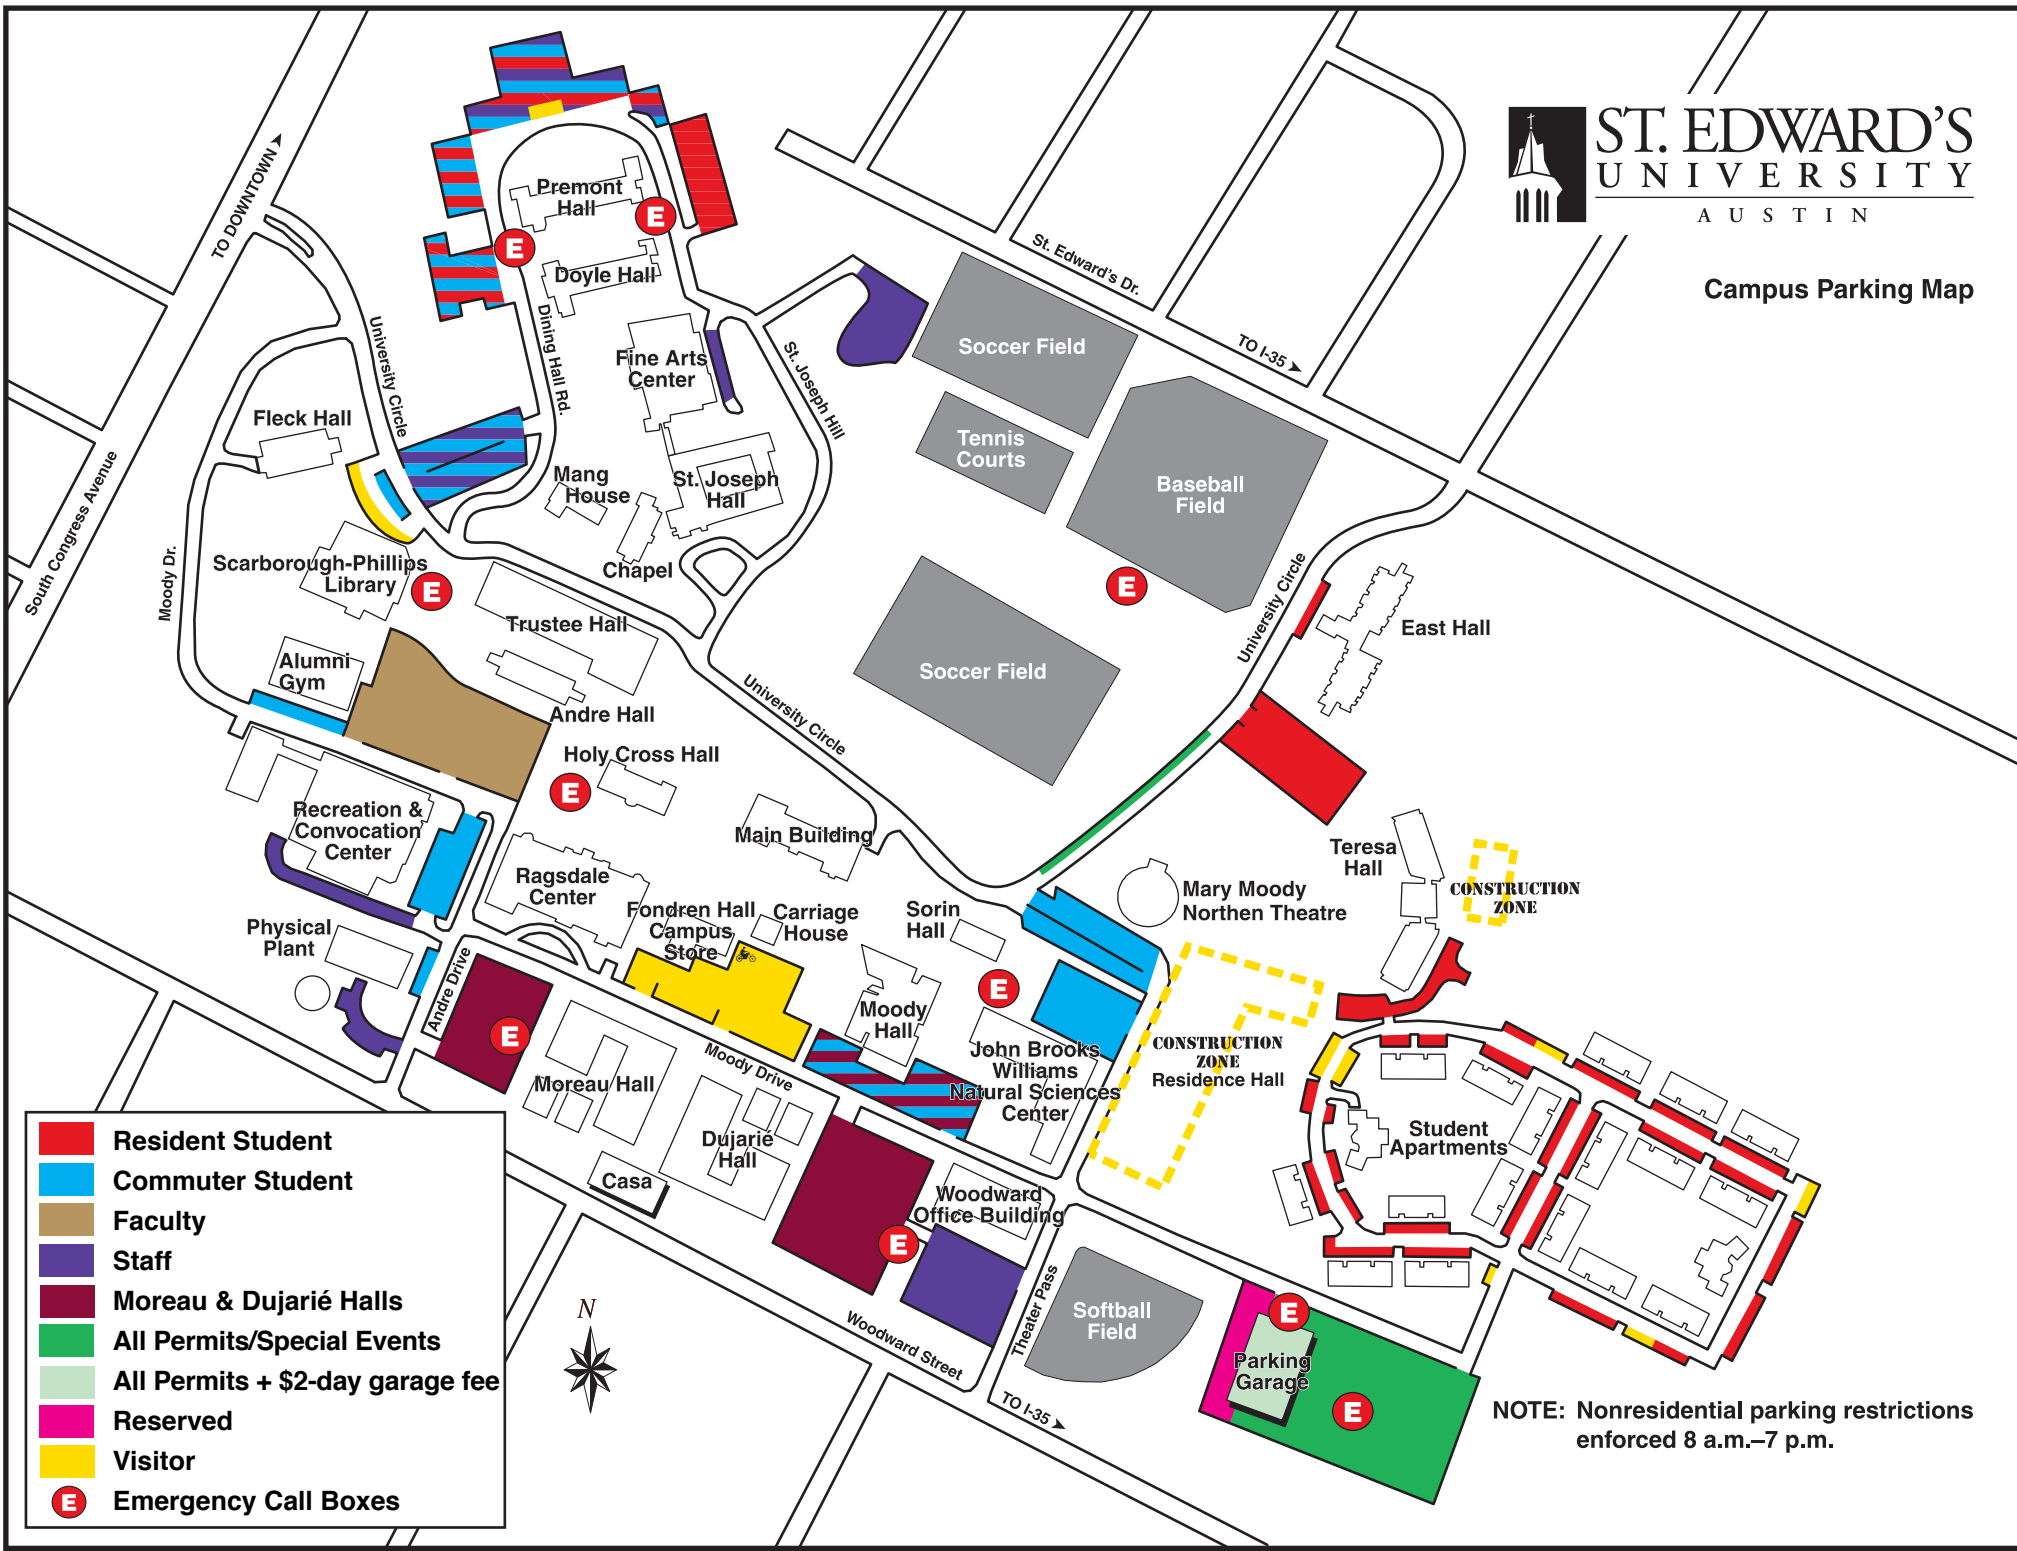 ST. EDWARD'S
UNIVERSITY
AUSTIN
Campus Parking Map
TO DOWNTOWN
Premont
Hall
E
E
Doyle Hall
St. Edward's Dr.
TO I-35
Soccer Field
University Circle
Dining Hall Rd.
Fine Arts
Center
St. Joseph Hill
Fleck Hall
Tennis
Courts
Baseball
Field
Mang
House
St. Joseph
Hall
South Congress Avenue
Moody Dr.
Scarborough-Phillips
Library
E
Chapel
E
University Circle
East Hall
Trustee Hall
Alumni
Gym
Soccer Field
Andre Hall
University Circle
Holy Cross Hall
E
Recreation &
Convocation
Center
Main Building
Teresa
Hall
Ragsdale
Center
Mary Moody
Northen Theatre
CONSTRUCTION
ZONE
Fondren Hall
Campus
Store
Carriage
House
Sorin
Hall
Physical
Plant
Andre Drive
E
E
Moody
Hall
Moody Drive
John Brooks
Williams
Natural Sciences
Center
CONSTRUCTION
ZONE
Residence Hall
Moreau Hall
Dujarié
Hall
Student
Apartments
Casa
Woodward
Office Building
E
Theater Pass
Softball
Field
Woodward Street
TO I-35
E
Parking
Garage
E
N
Resident Student
Commuter Student
Faculty
Staff
Moreau & Dujarié Halls
All Permits/Special Events
All Permits + $2-day garage fee
Reserved
Visitor
E Emergency Call Boxes
NOTE: Nonresidential parking restrictions
enforced 8 a.m.–7 p.m.